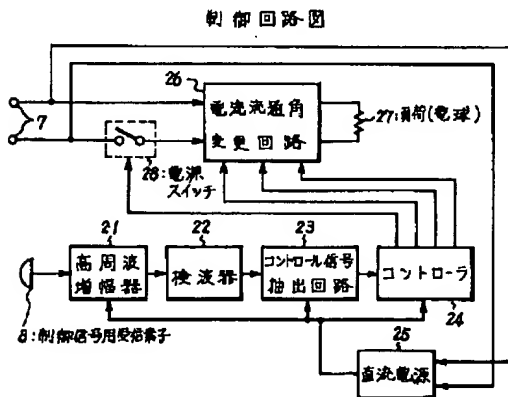 制御回路図
26
電流流通角
変更回路
27:負荷(電球)
7
28:電源
スイッチ
21
22
23
高周波
増幅器
検波器
コントロール信号
抽出回路
コントローラ
24
8:制御信号用受信素子
25
直流電源